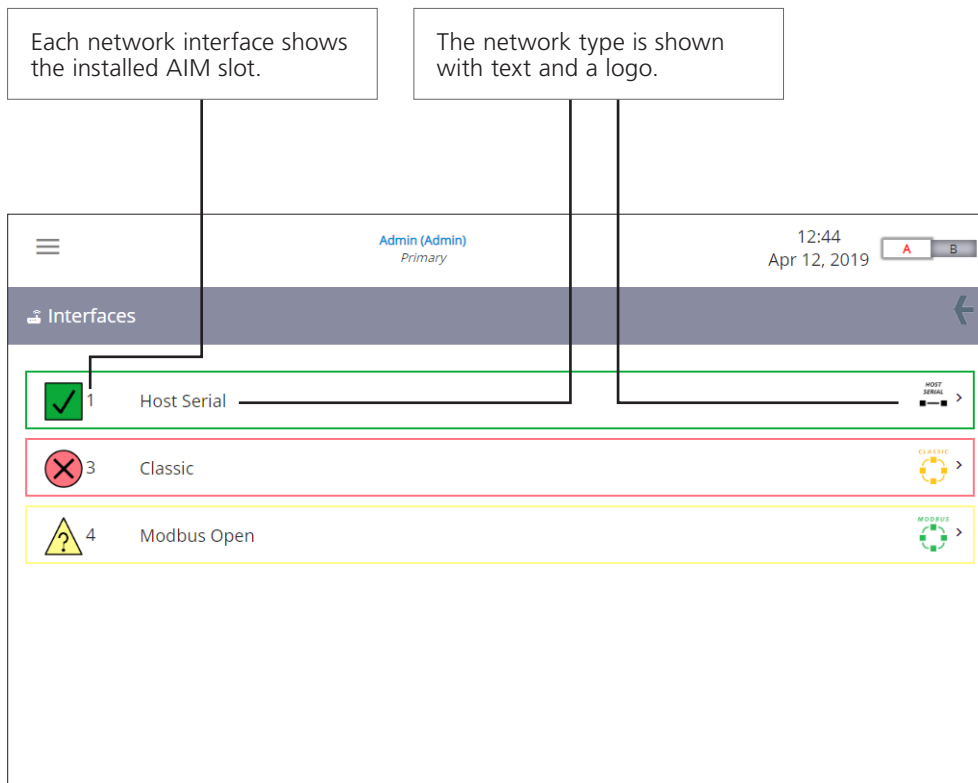 Each network interface shows
the installed AIM slot.
The network type is shown
with text and a logo.
Admin (Admin)
Primary
12:44
Apr 12, 2019
A
B
Interfaces
1
Host Serial
HOST
SERIAL
3
Classic
CLASSIC
?
4
Modbus Open
MODBUS